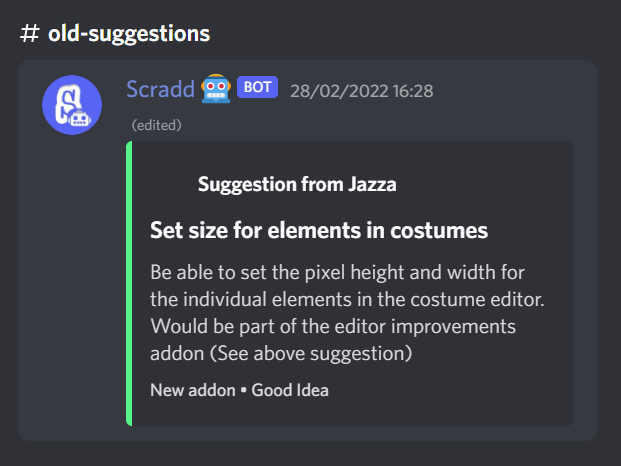 # old-suggestions
Scradd 🤖 BOT 28/02/2022 16:28
(edited)
Suggestion from Jazza
Set size for elements in costumes
Be able to set the pixel height and width for
the individual elements in the costume editor.
Would be part of the editor improvements
addon (See above suggestion)
New addon • Good Idea